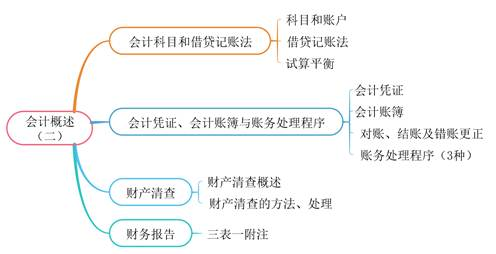 会计概述
（二）
会计科目和借贷记账法
科目和账户
借贷记账法
试算平衡
会计凭证、会计账簿与账务处理程序
会计凭证
会计账簿
对账、结账及错账更正
账务处理程序（3种）
财产清查
财产清查概述
财产清查的方法、处理
财务报告
三表一附注